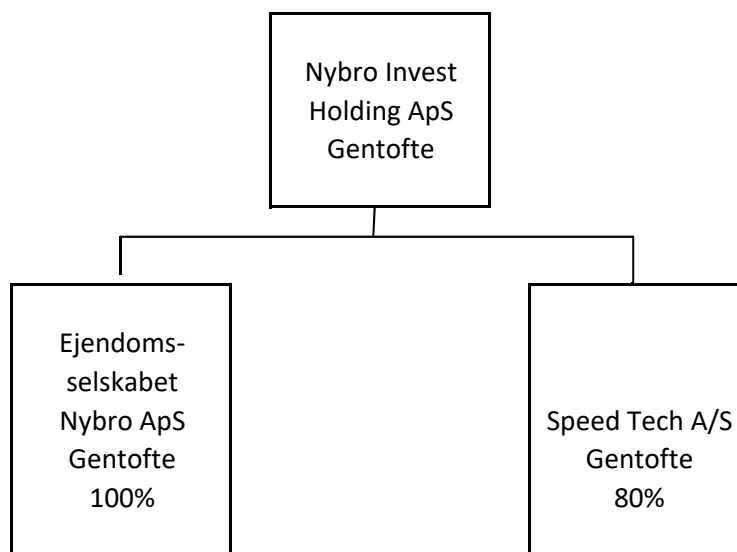 Nybro Invest
Holding ApS
Gentofte
Ejendoms-
selskabet
Nybro ApS
Gentofte
100%
Speed Tech A/S
Gentofte
80%